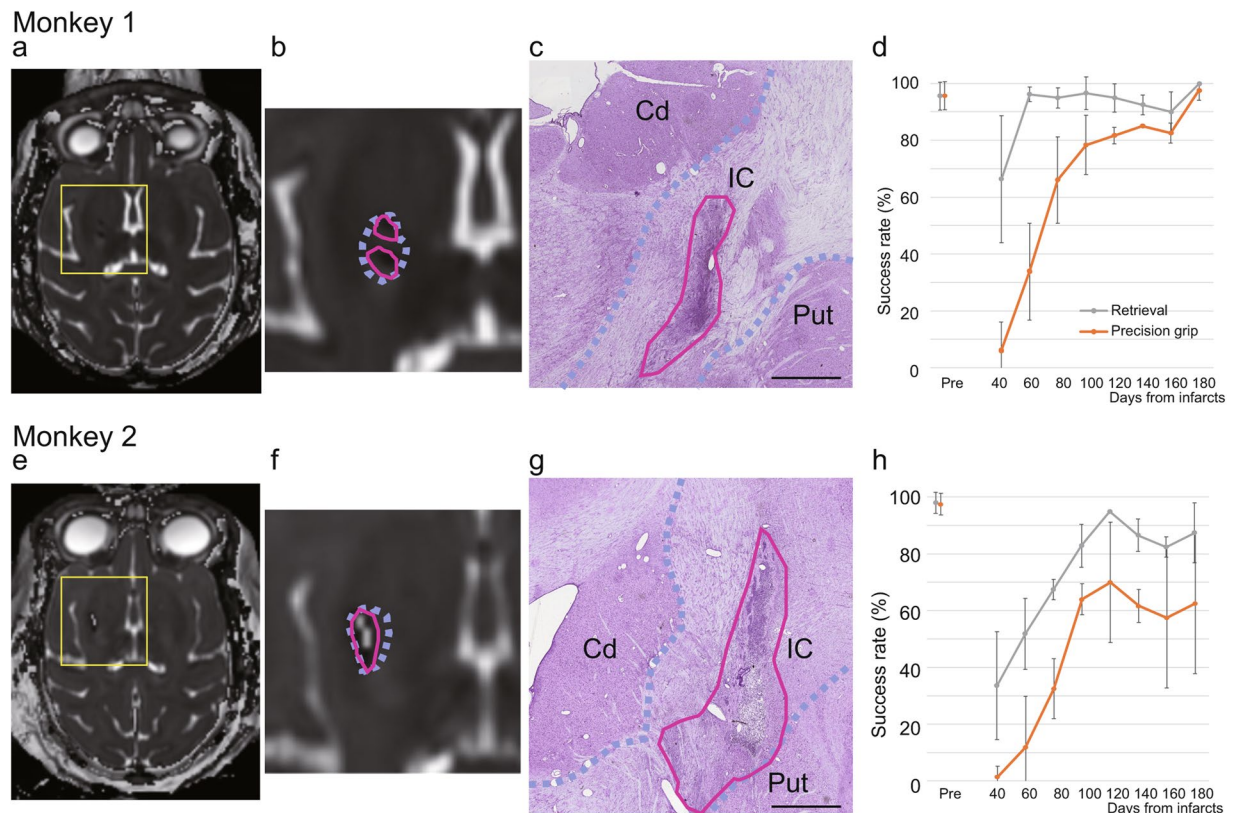 Monkey 1
a
b
c
d
Cd
IC
Put
Success rate (%)
100
80
60
40
20
0
Retrieval
Precision grip
Pre
40
60
80
100
120
140
160
180
Days from infarcts
Monkey 2
e
f
g
h
Cd
IC
Put
Success rate (%)
100
80
60
40
20
0
Pre
40
60
80
100
120
140
160
180
Days from infarcts